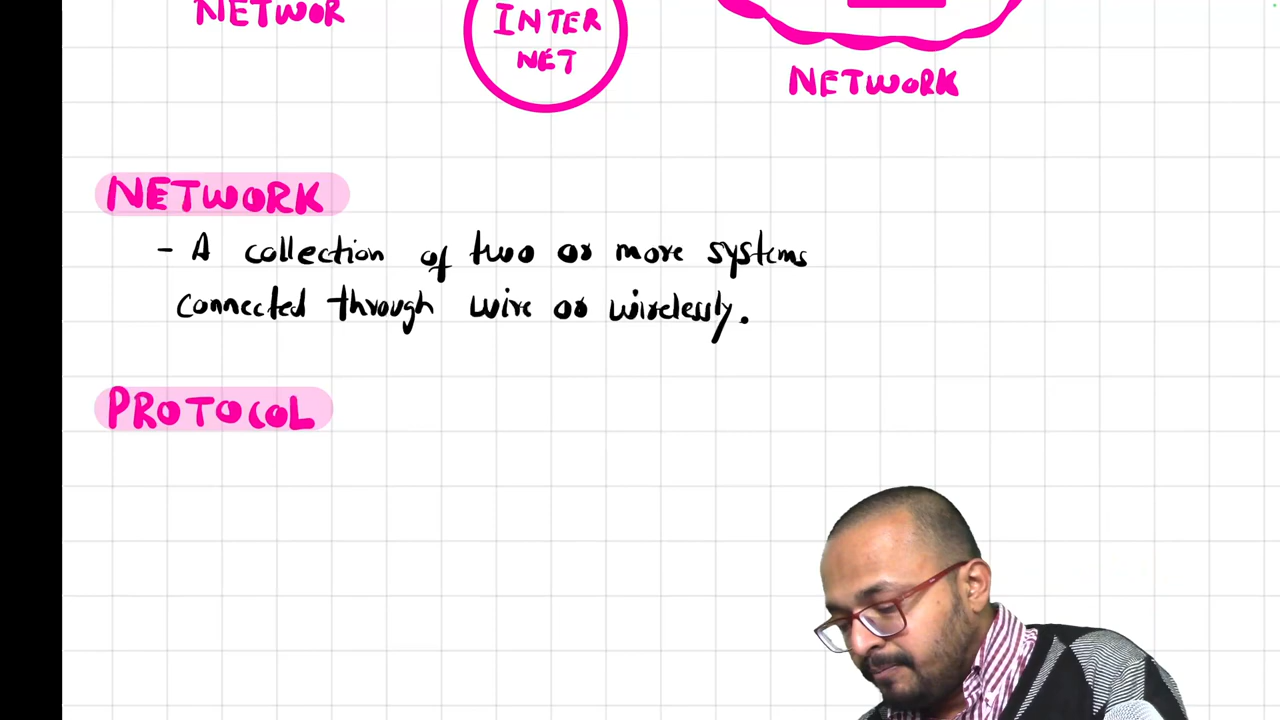 NETWOR
INTER
NET
NETWORK
NETWORK
- A collection of two or more systems
connected through wire or wirelessly.
PROTOCOL